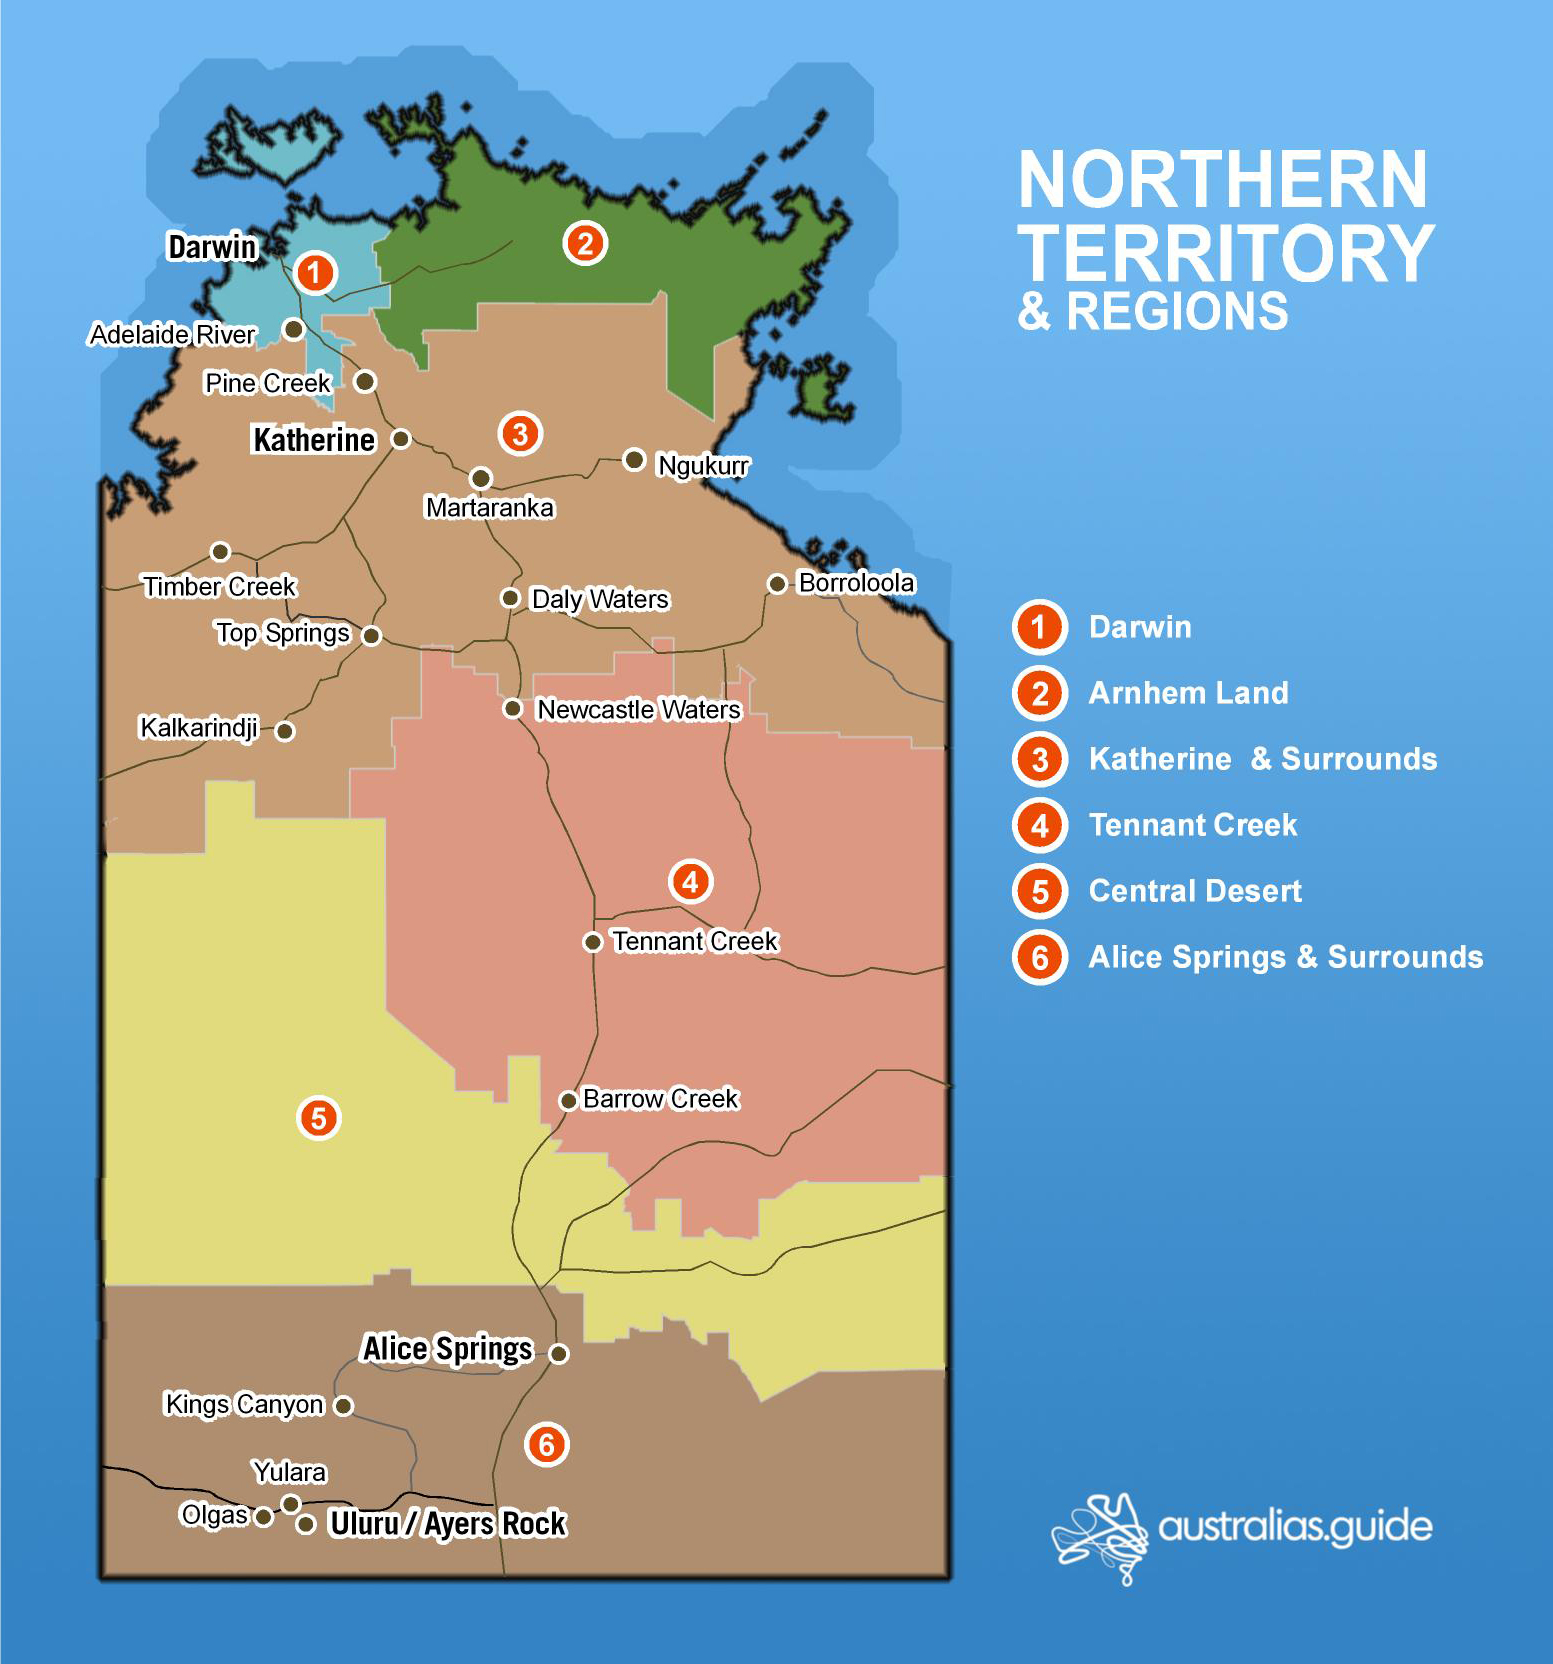 NORTHERN
TERRITORY
& REGIONS
Darwin
1
2
Adelaide River
Pine Creek
Katherine
3
Ngukurr
Martaranka
Timber Creek
Daly Waters
Borroloola
Top Springs
Newcastle Waters
Kalkarindji
4
Tennant Creek
Barrow Creek
5
Alice Springs
Kings Canyon
6
Yulara
Olgas
Uluru / Ayers Rock
1 Darwin
2 Arnhem Land
3 Katherine & Surrounds
4 Tennant Creek
5 Central Desert
6 Alice Springs & Surrounds
australias.guide